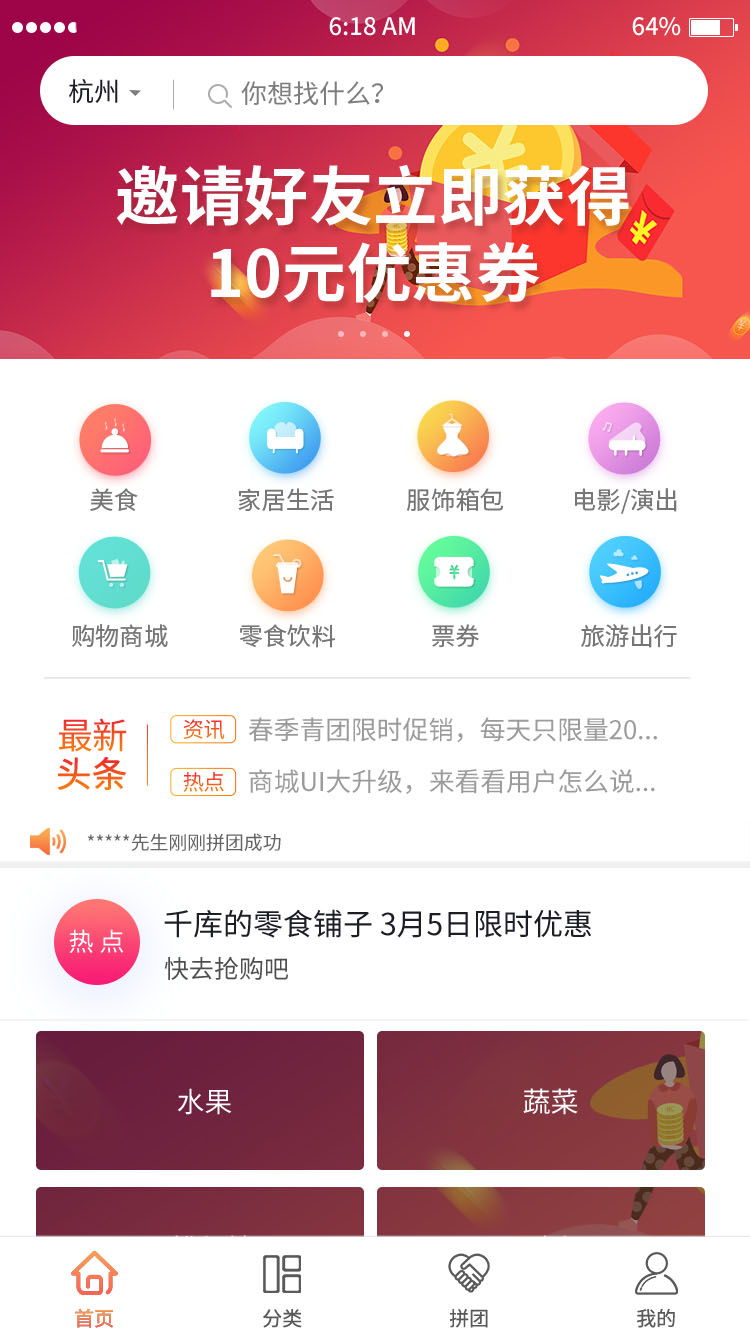 6:18 AM 64%
杭州 你想找什么?
邀请好友立即获得
10元优惠券
美食 家居生活 服饰箱包 电影/演出
购物商城 零食饮料 票券 旅游出行
最新
头条
资讯 春季青团限时促销，每天只限量20...
热点 商城UI大升级，来看看用户怎么说...
*****先生刚刚拼团成功
热 点
千库的零食铺子 3月5日限时优惠
快去抢购吧
水果 蔬菜
首页 分类 拼团 我的